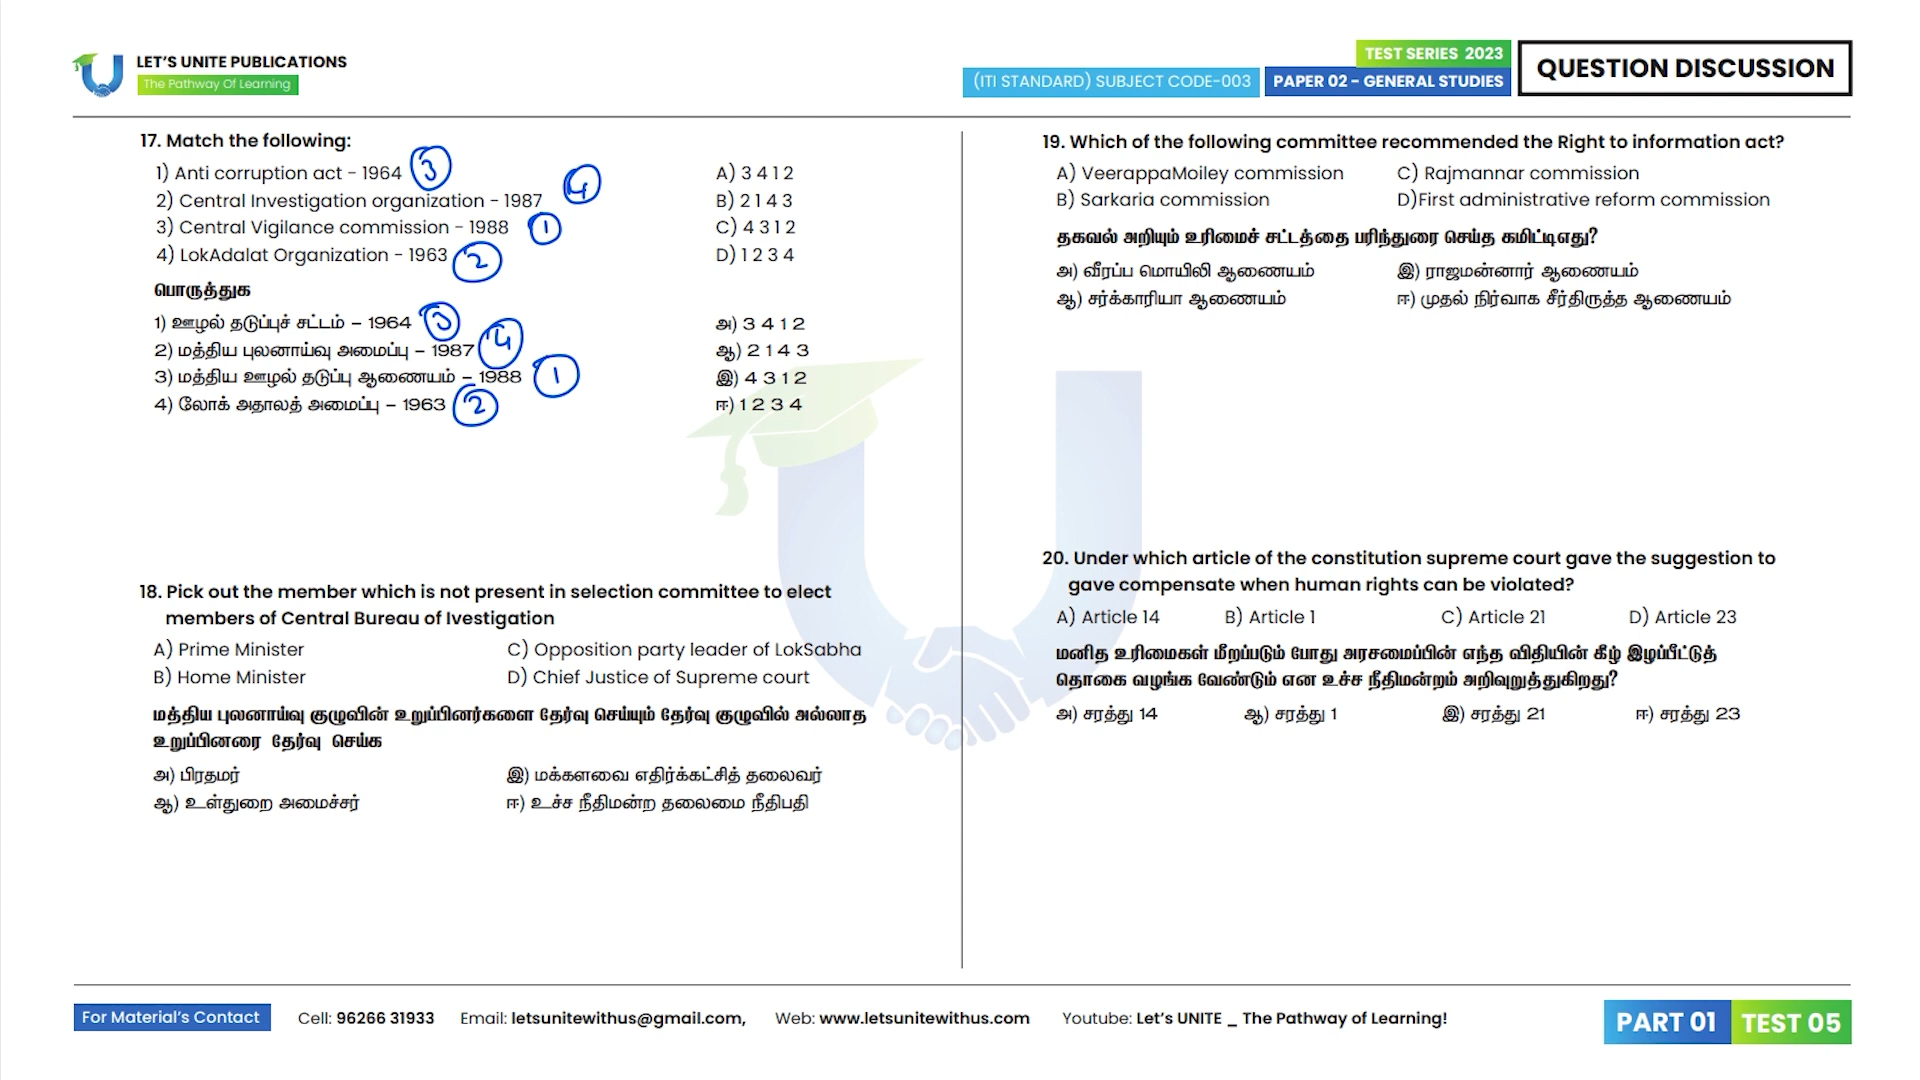 LET'S UNITE PUBLICATIONS
The Pathway Of Learning
TEST SERIES 2023
(ITI STANDARD) SUBJECT CODE-003
PAPER 02 - GENERAL STUDIES
QUESTION DISCUSSION
17. Match the following:
1) Anti corruption act - 1964 3
A) 3 4 1 2
2) Central Investigation organization - 1987 4
B) 2 1 4 3
3) Central Vigilance commission - 1988 1
C) 4 3 1 2
4) LokAdalat Organization - 1963 2
D) 1 2 3 4
பொருத்துக
1) ஊழல் தடுப்புச் சட்டம் – 1964 3
அ) 3 4 1 2
2) மத்திய புலனாய்வு அமைப்பு – 1987 4
ஆ) 2 1 4 3
3) மத்திய ஊழல் தடுப்பு ஆணையம் – 1988 1
இ) 4 3 1 2
4) லோக் அதாலத் அமைப்பு – 1963 2
ஈ) 1 2 3 4
18. Pick out the member which is not present in selection committee to elect
members of Central Bureau of Ivestigation
A) Prime Minister
C) Opposition party leader of LokSabha
B) Home Minister
D) Chief Justice of Supreme court
மத்திய புலனாய்வு குழுவின் உறுப்பினர்களை தேர்வு செய்யும் தேர்வு குழுவில் அல்லாத
உறுப்பினரை தேர்வு செய்க
அ) பிரதமர்
இ) மக்களவை எதிர்க்கட்சித் தலைவர்
ஆ) உள்துறை அமைச்சர்
ஈ) உச்ச நீதிமன்ற தலைமை நீதிபதி
19. Which of the following committee recommended the Right to information act?
A) VeerappaMoiley commission
C) Rajmannar commission
B) Sarkaria commission
D)First administrative reform commission
தகவல் அறியும் உரிமைச் சட்டத்தை பரிந்துரை செய்த கமிட்டிஎது?
அ) வீரப்ப மொயிலி ஆணையம்
இ) ராஜமன்னார் ஆணையம்
ஆ) சர்க்காரியா ஆணையம்
ஈ) முதல் நிர்வாக சீர்திருத்த ஆணையம்
20. Under which article of the constitution supreme court gave the suggestion to
gave compensate when human rights can be violated?
A) Article 14
B) Article 1
C) Article 21
D) Article 23
மனித உரிமைகள் மீறப்படும் போது அரசமைப்பின் எந்த விதியின் கீழ் இழப்பீட்டுத்
தொகை வழங்க வேண்டும் என உச்ச நீதிமன்றம் அறிவுறுத்துகிறது?
அ) சரத்து 14
ஆ) சரத்து 1
இ) சரத்து 21
ஈ) சரத்து 23
For Material's Contact
Cell: 96266 31933
Email: letsunitewithus@gmail.com,
Web: www.letsunitewithus.com
Youtube: Let's UNITE _ The Pathway of Learning!
PART 01
TEST 05